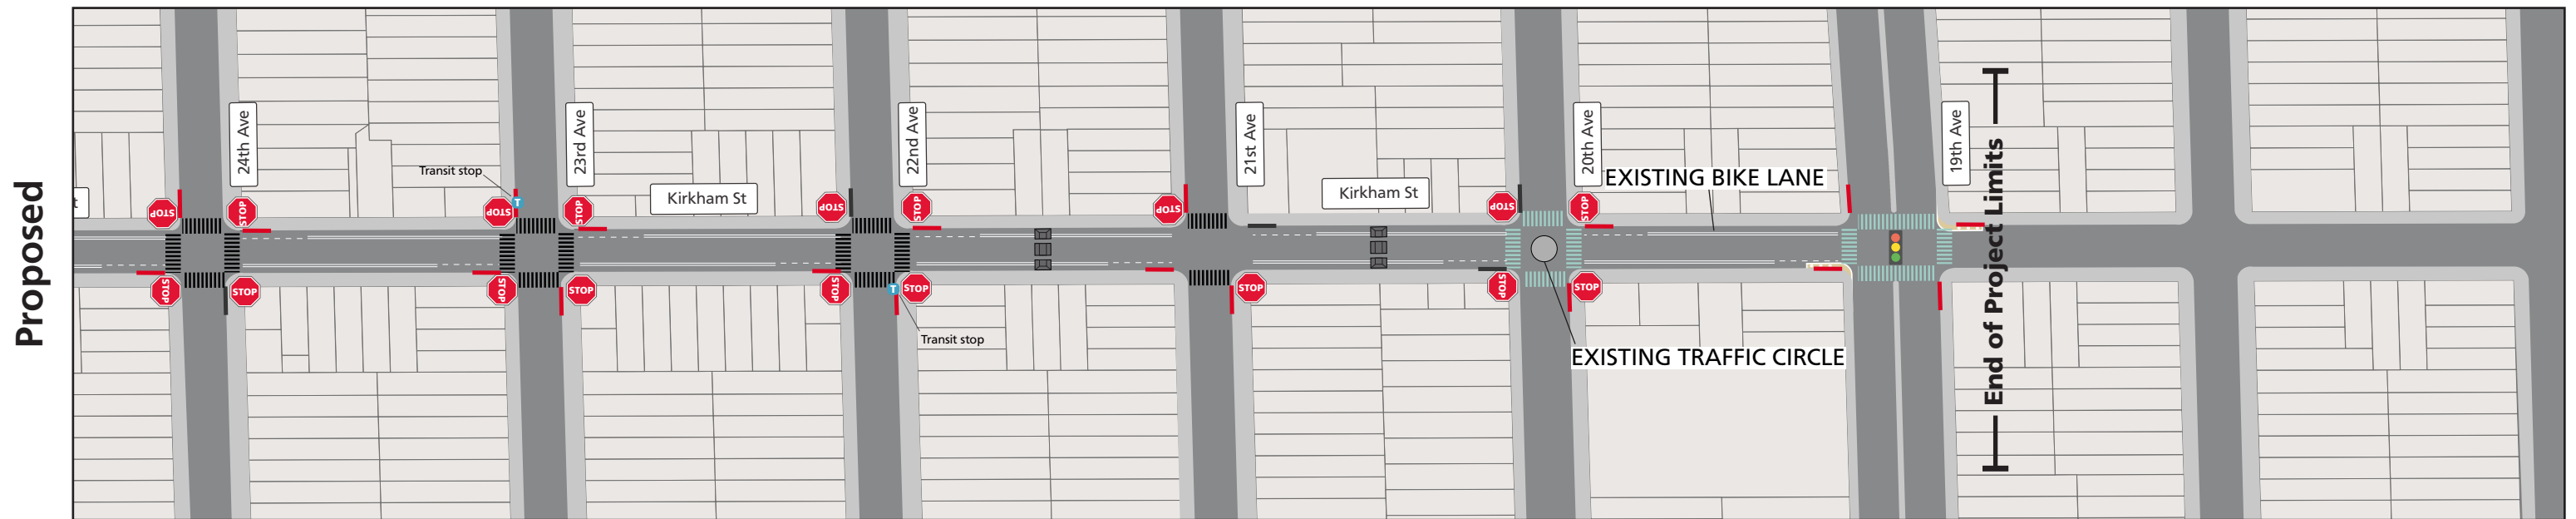 Proposed
24th Ave
23rd Ave
22nd Ave
21st Ave
20th Ave
19th Ave
Transit stop
t
Kirkham St
Kirkham St
EXISTING BIKE LANE
STOP
STOP
STOP
STOP
STOP
STOP
STOP
STOP
STOP
T
STOP
STOP
STOP
STOP
STOP
STOP
STOP
STOP
STOP
T
Transit stop
EXISTING TRAFFIC CIRCLE
End of Project Limits